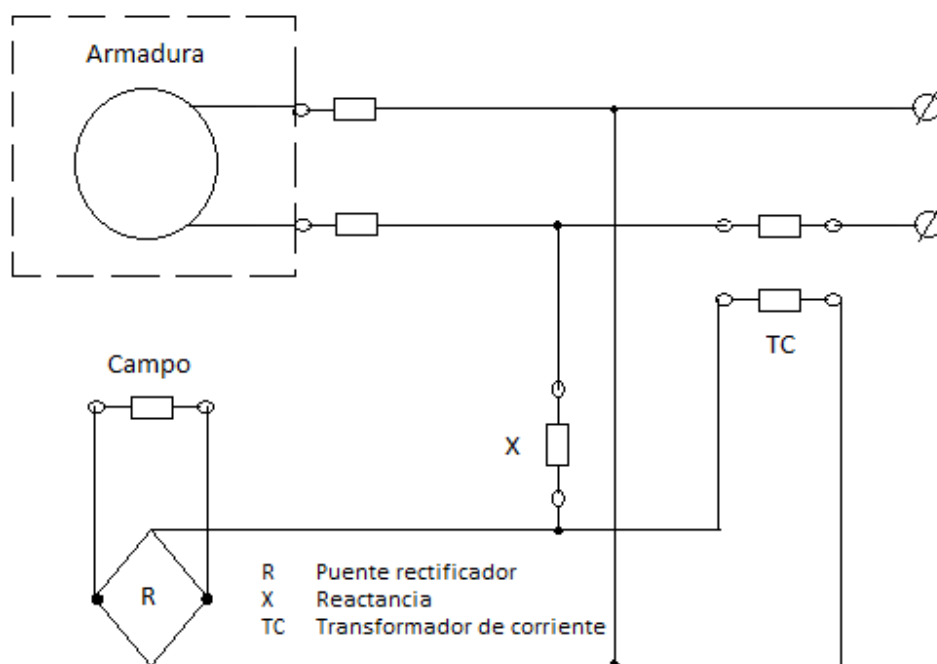 Armadura
TC
Campo
X
R
R Puente rectificador
X Reactancia
TC Transformador de corriente